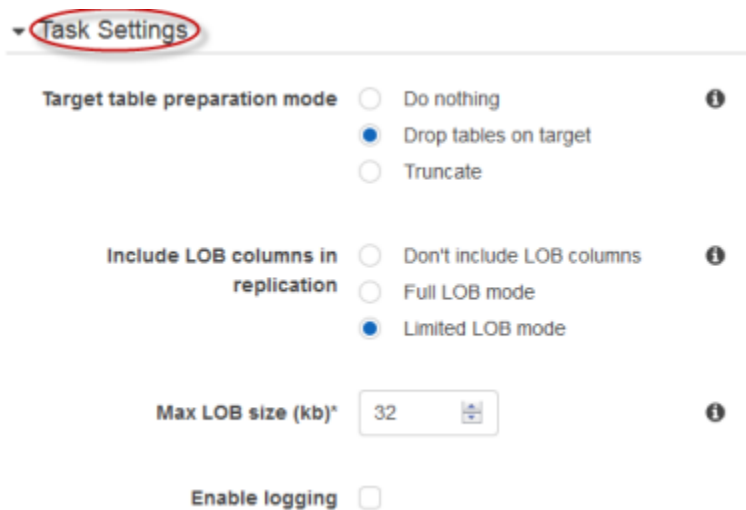 Task Settings
Target table preparation mode Do nothing
Drop tables on target
Truncate
Include LOB columns in Don't include LOB columns
replication Full LOB mode
Limited LOB mode
Max LOB size (kb)* 32
Enable logging